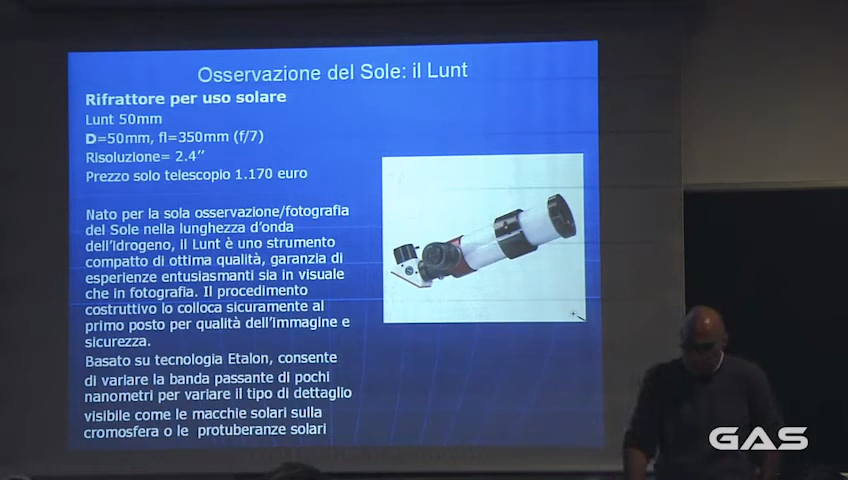 Osservazione del Sole: il Lunt
Rifrattore per uso solare
Lunt 50mm
D=50mm, fl=350mm (f/7)
Risoluzione= 2.4″
Prezzo solo telescopio 1.170 euro
Nato per la sola osservazione/fotografia
del Sole nella lunghezza d'onda
dell'idrogeno, il Lunt è uno strumento
compatto di ottima qualità, garanzia di
esperienze entusiasmanti sia in visuale
che in fotografia. Il procedimento
costruttivo lo colloca sicuramente al
primo posto per qualità dell'immagine e
sicurezza.
Basato su tecnologia Etalon, consente
di variare la banda passante di pochi
nanometri per variare il tipo di dettaglio
visibile come le macchie solari sulla
cromosfera o le protuberanze solari
GAS